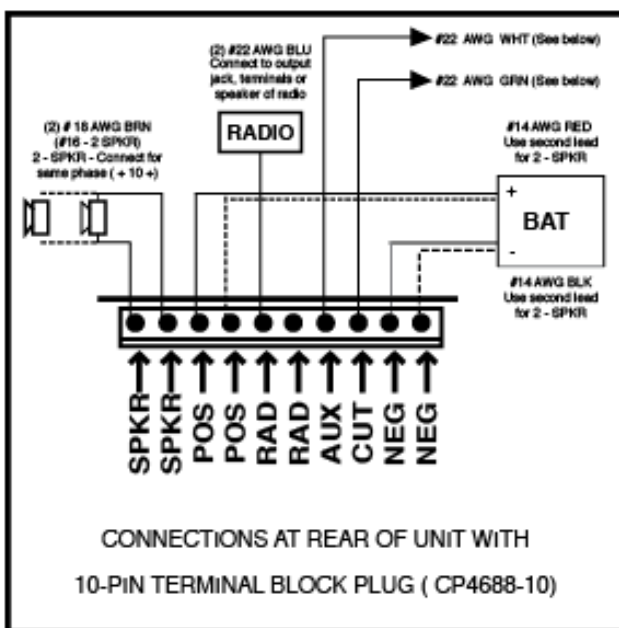 #22 AWG WHT (See below)
(2) #22 AWG BLU
Connect to output
jack, terminals or
speaker of radio
#22 AWG GRN (See below)
(2) # 18 AWG BRN
(#16 - 2 SPKR)
2 - SPKR - Connect for
same phase ( + 10 +)
RADIO
#14 AWG RED
Use second lead
for 2 - SPKR
+
BAT
-
#14 AWG BLK
Use second lead
for 2 - SPKR
SPKR
SPKR
POS
POS
RAD
RAD
AUX
CUT
NEG
NEG
CONNECTIONS AT REAR OF UNIT WITH
10-PIN TERMINAL BLOCK PLUG ( CP4688-10)